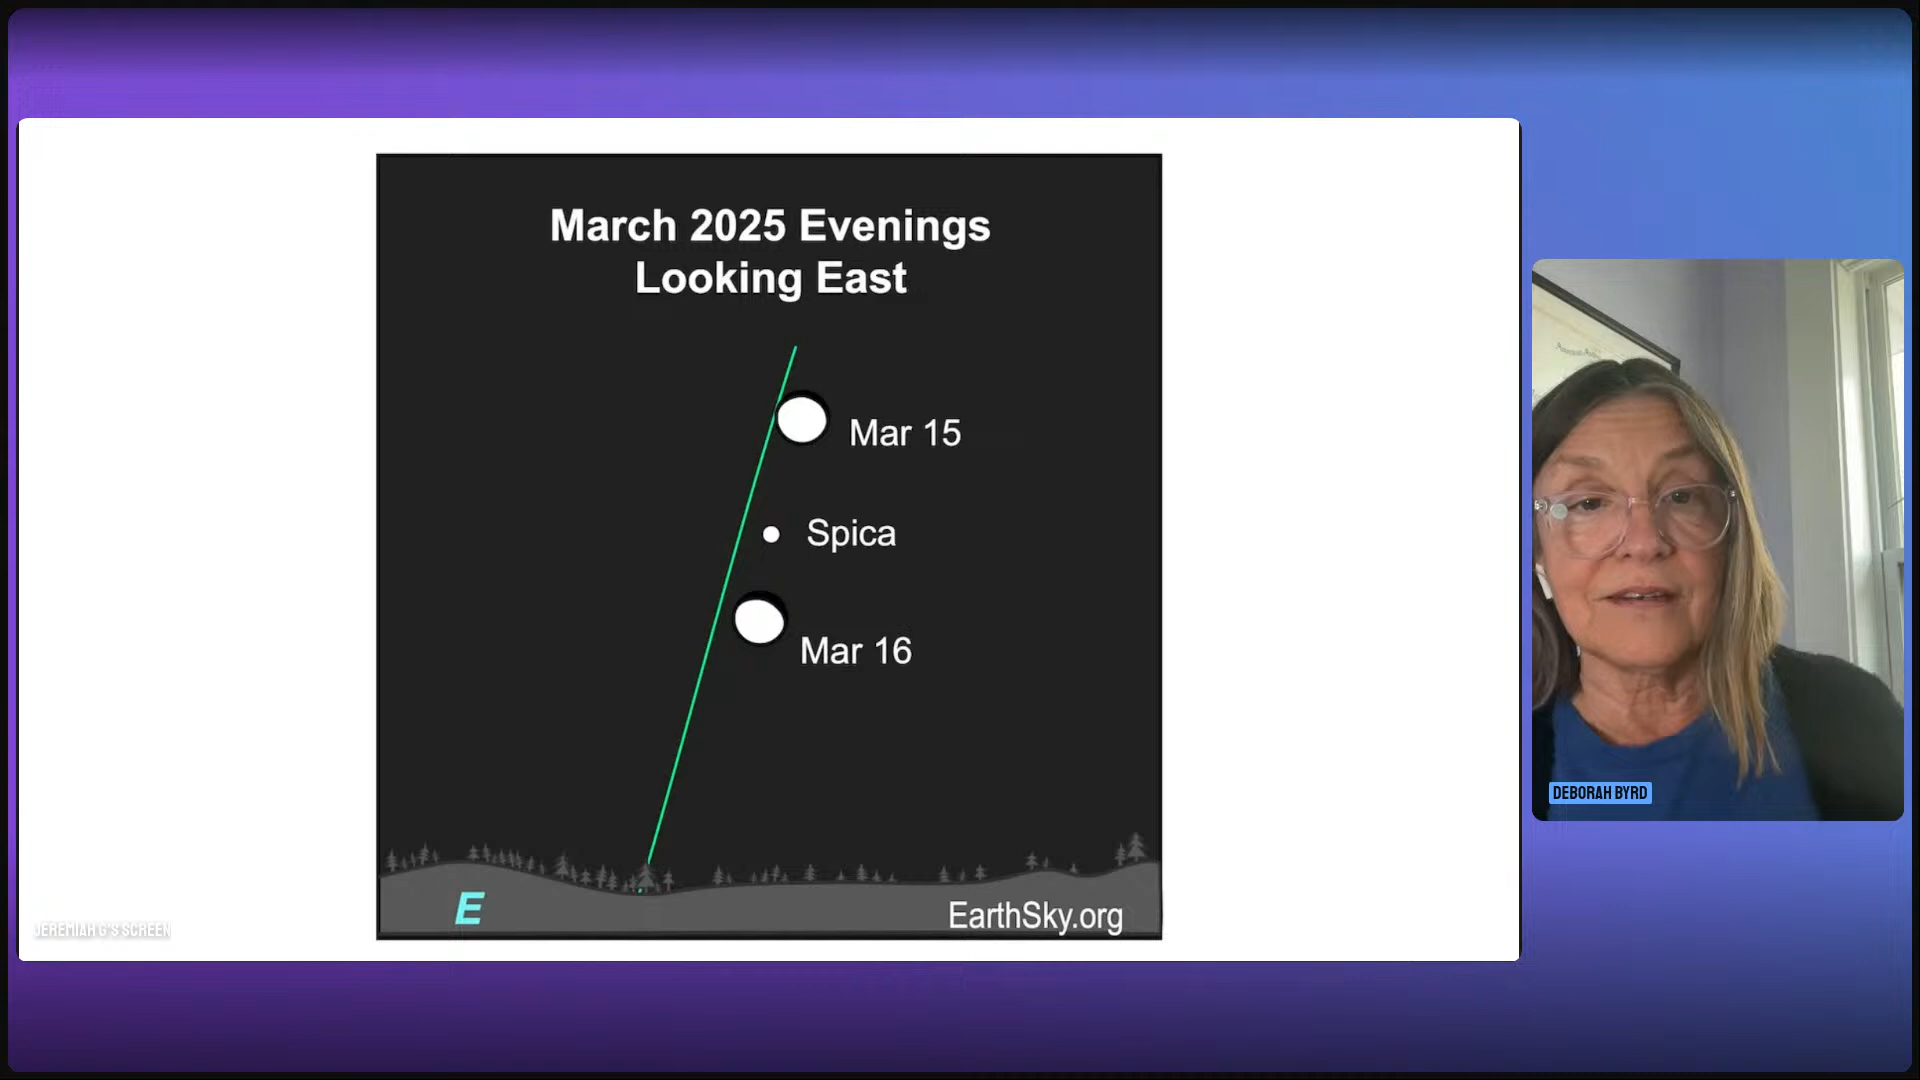 March 2025 Evenings
Looking East
Mar 15
Spica
Mar 16
E
EarthSky.org
JEREMIAH G'S SCREEN
DEBORAH BYRD